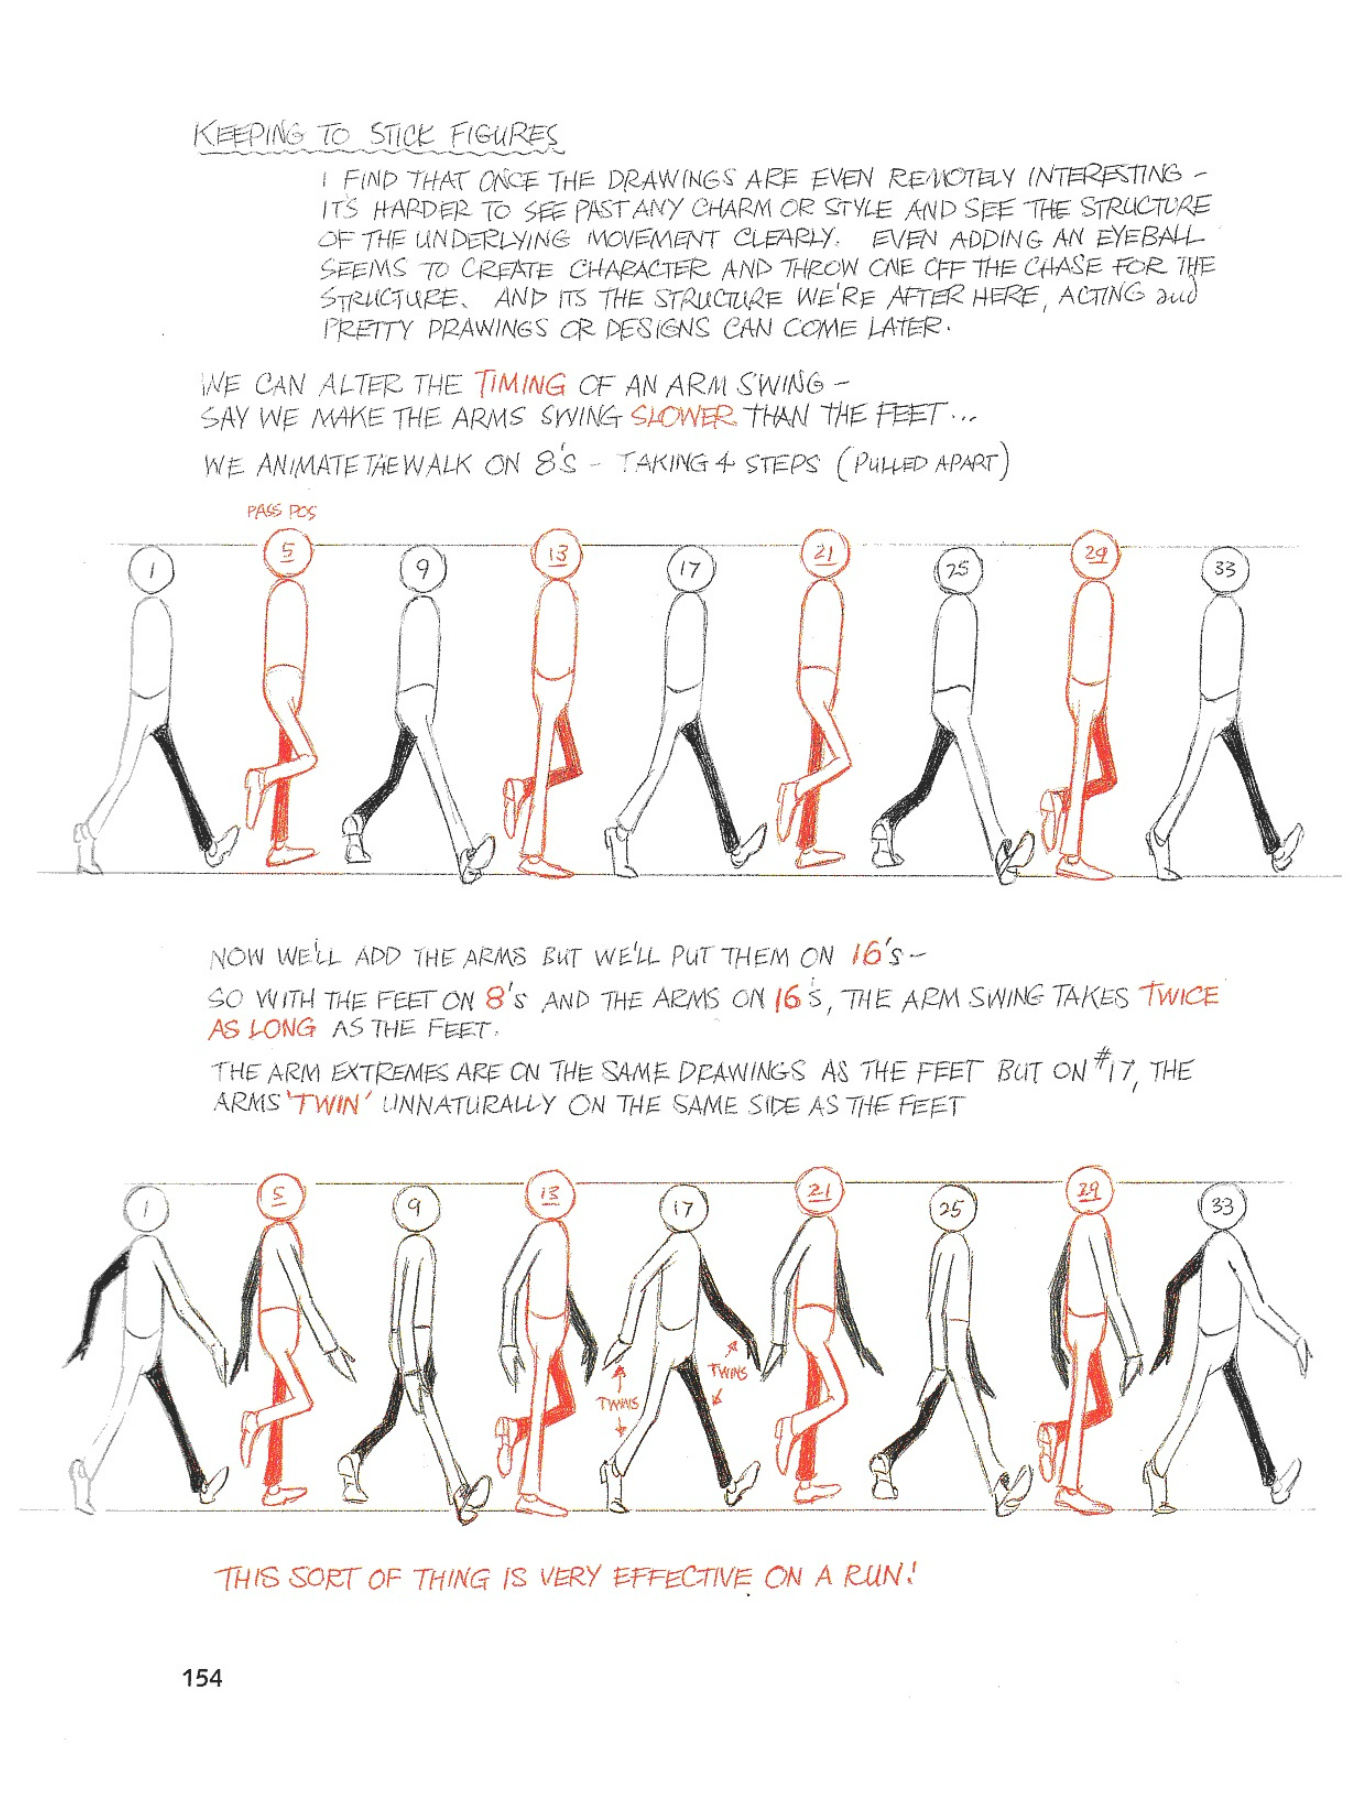 KEEPING TO STICK FIGURES
I FIND THAT ONCE THE DRAWINGS ARE EVEN REMOTELY INTERESTING -
IT'S HARDER TO SEE PAST ANY CHARM OR STYLE AND SEE THE STRUCTURE
OF THE UNDERLYING MOVEMENT CLEARLY. EVEN ADDING AN EYEBALL
SEEMS TO CREATE CHARACTER AND THROW ONE OFF THE CHASE FOR THE
STRUCTURE. AND ITS THE STRUCTURE WE'RE AFTER HERE, ACTING and
PRETTY DRAWINGS OR DESIGNS CAN COME LATER.
WE CAN ALTER THE TIMING OF AN ARM SWING -
SAY WE MAKE THE ARMS SWING SLOWER THAN THE FEET...
WE ANIMATE THE WALK ON 8'S - TAKING 4 STEPS (PULLED APART)
PASS POS
1 5 9 13 17 21 25 29 33
NOW WE'LL ADD THE ARMS BUT WE'LL PUT THEM ON 16'S -
SO WITH THE FEET ON 8'S AND THE ARMS ON 16'S, THE ARM SWING TAKES TWICE
AS LONG AS THE FEET.
THE ARM EXTREMES ARE ON THE SAME DRAWINGS AS THE FEET BUT ON #17, THE
ARMS 'TWIN' UNNATURALLY ON THE SAME SIDE AS THE FEET
1 5 9 13 17 21 25 29 33
TWINS
TWINS
THIS SORT OF THING IS VERY EFFECTIVE ON A RUN!
154